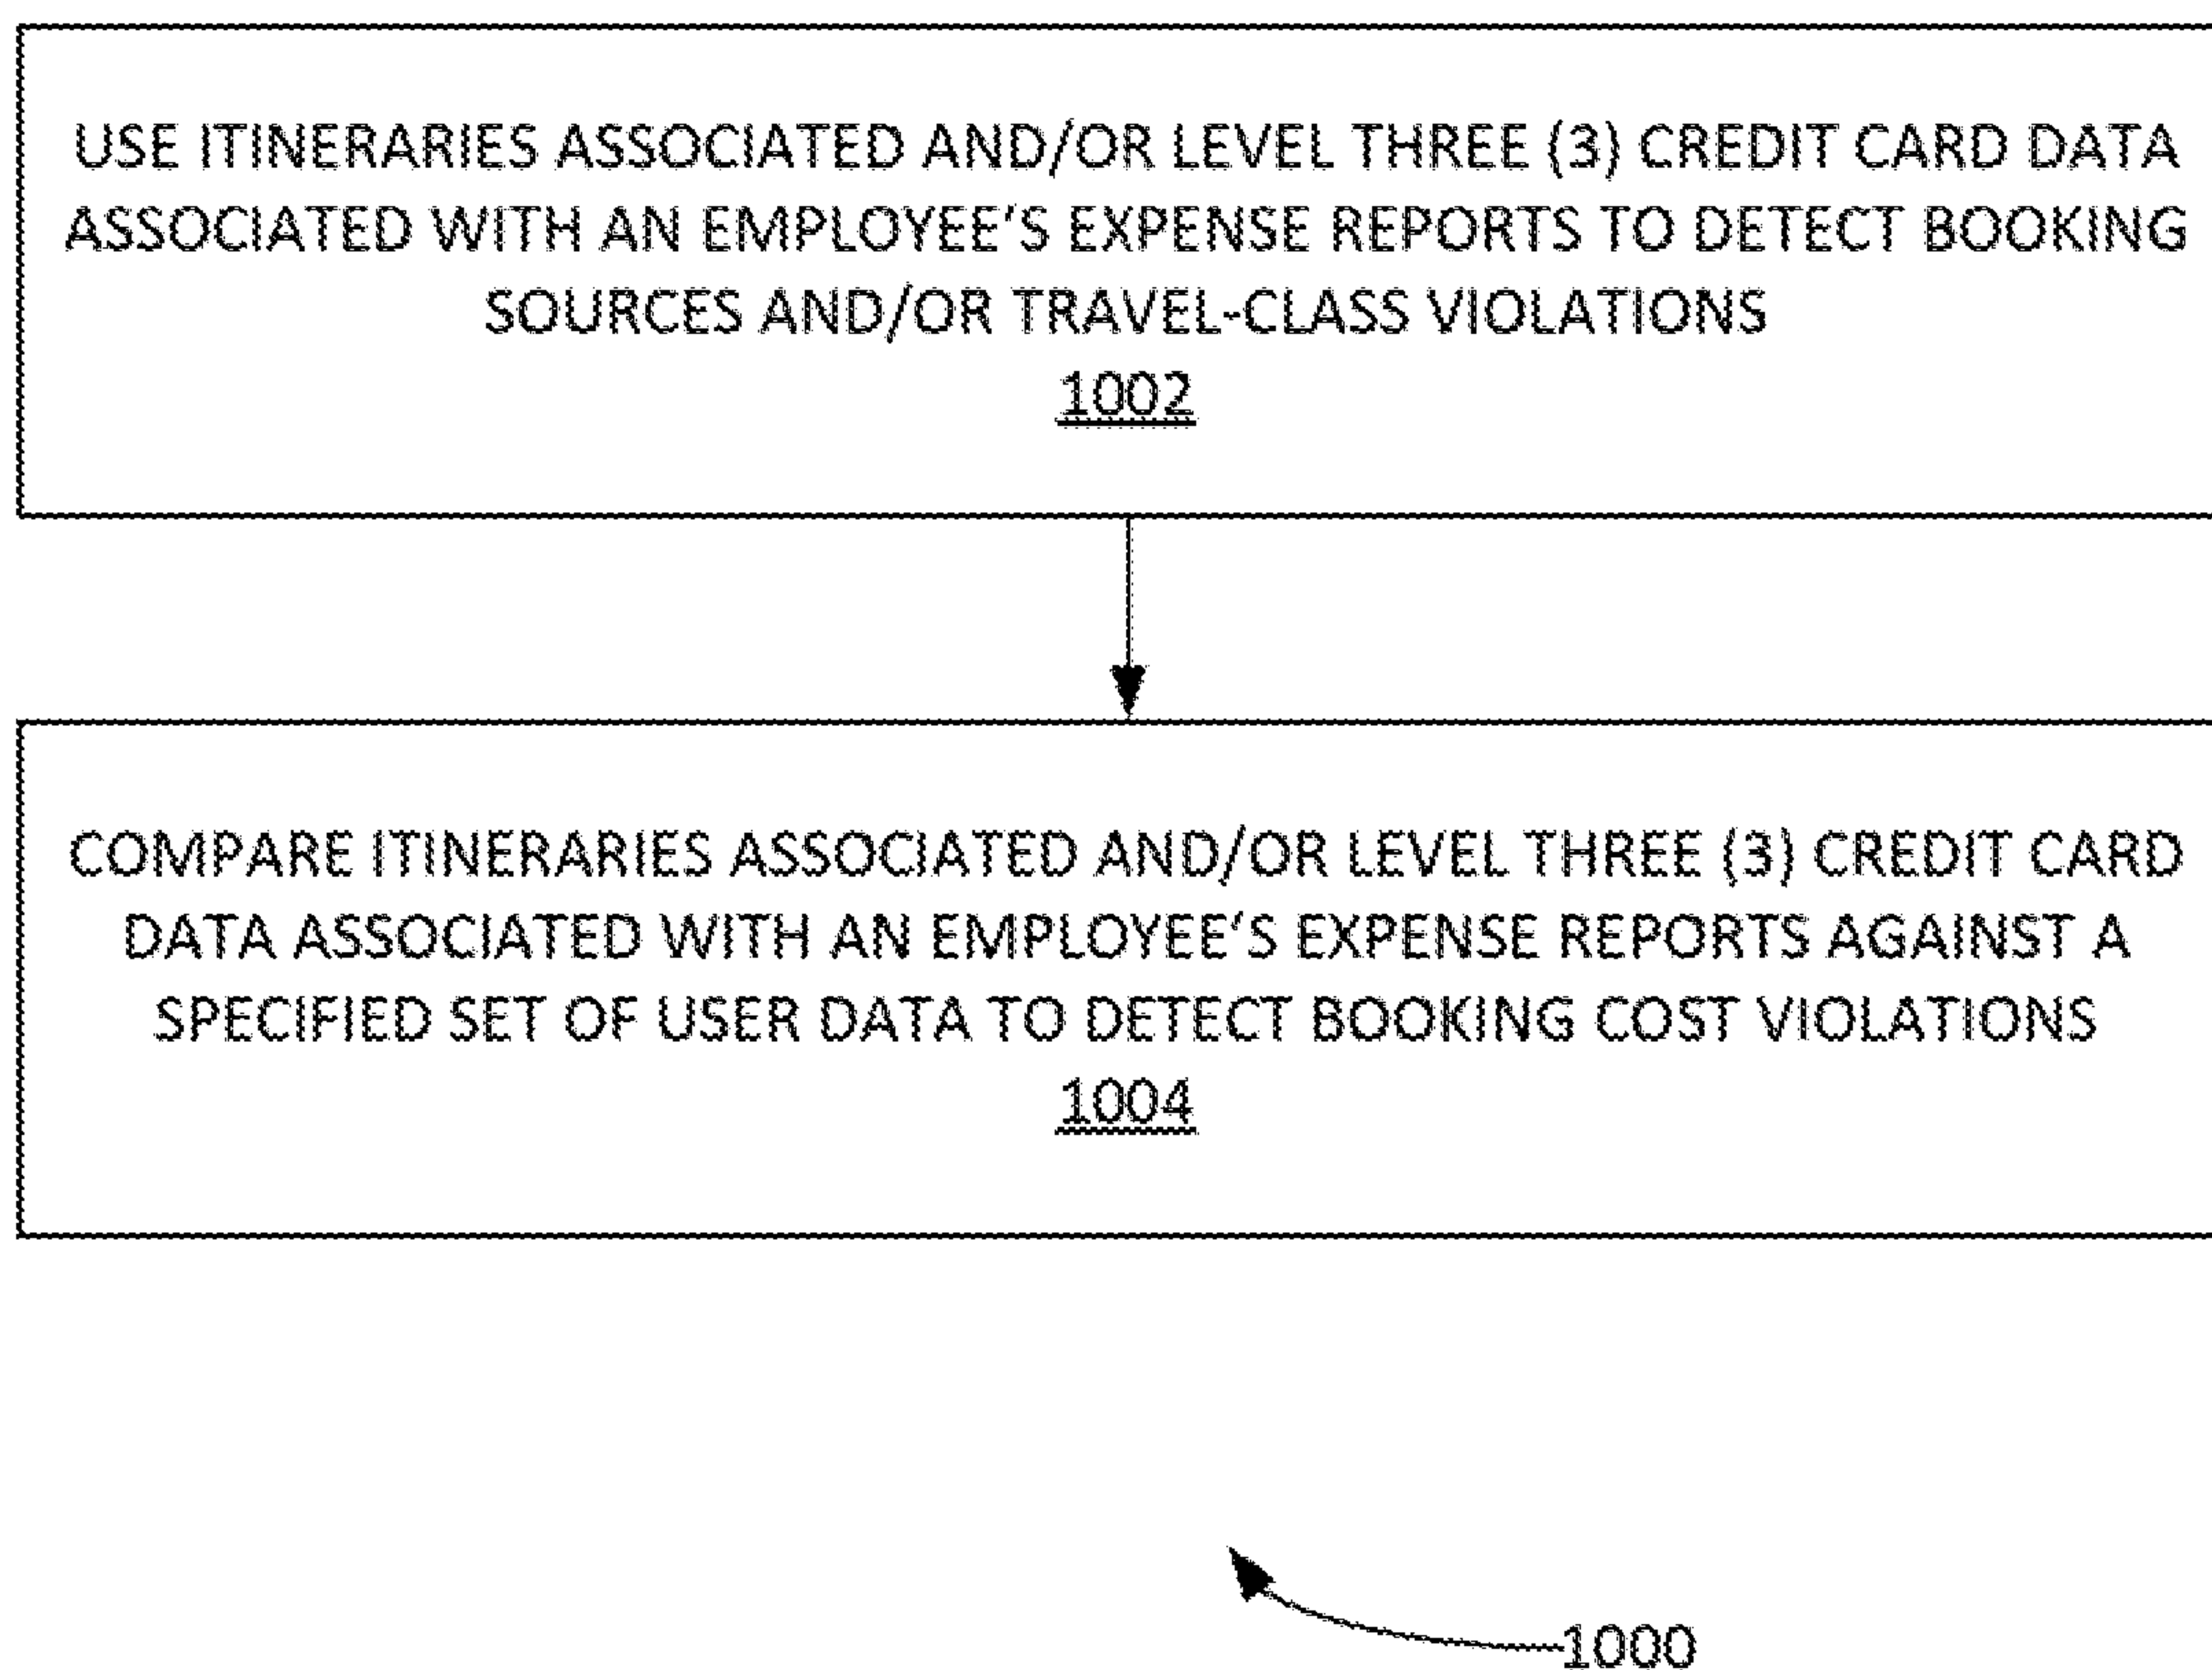 USE ITINERARIES ASSOCIATED AND/OR LEVEL THREE (3) CREDIT CARD DATA
ASSOCIATED WITH AN EMPLOYEE'S EXPENSE REPORTS TO DETECT BOOKING
SOURCES AND/OR TRAVEL-CLASS VIOLATIONS
1002
COMPARE ITINERARIES ASSOCIATED AND/OR LEVEL THREE (3) CREDIT CARD
DATA ASSOCIATED WITH AN EMPLOYEE'S EXPENSE REPORTS AGAINST A
SPECIFIED SET OF USER DATA TO DETECT BOOKING COST VIOLATIONS
1004
1000